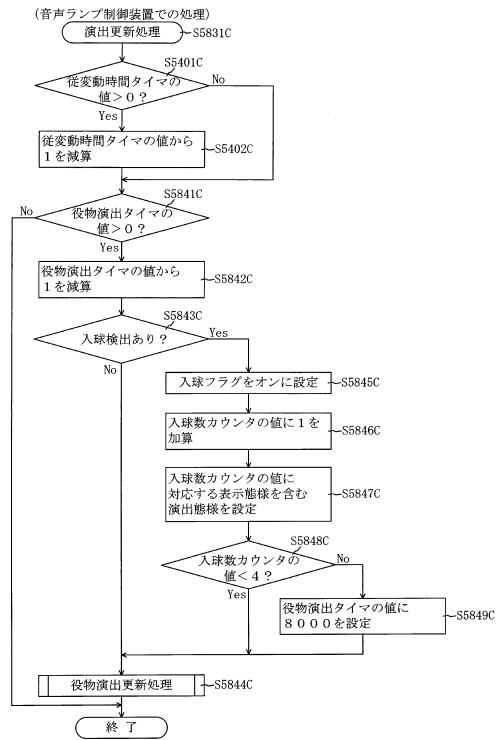 (音声ランプ制御装置での処理)
演出更新処理
S5831C
S5401C
従変動時間タイマの
値>0?
No
Yes
従変動時間タイマの値から
1を減算
S5402C
S5841C
役物演出タイマの
値>0?
No
Yes
役物演出タイマの値から
1を減算
S5842C
S5843C
入球検出あり?
Yes
No
入球フラグをオンに設定
S5845C
入球数カウンタの値に1を
加算
S5846C
入球数カウンタの値に
対応する表示態様を含む
演出態様を設定
S5847C
S5848C
入球数カウンタの
値<4?
No
Yes
役物演出タイマの値に
8000を設定
S5849C
役物演出更新処理
S5844C
終 了